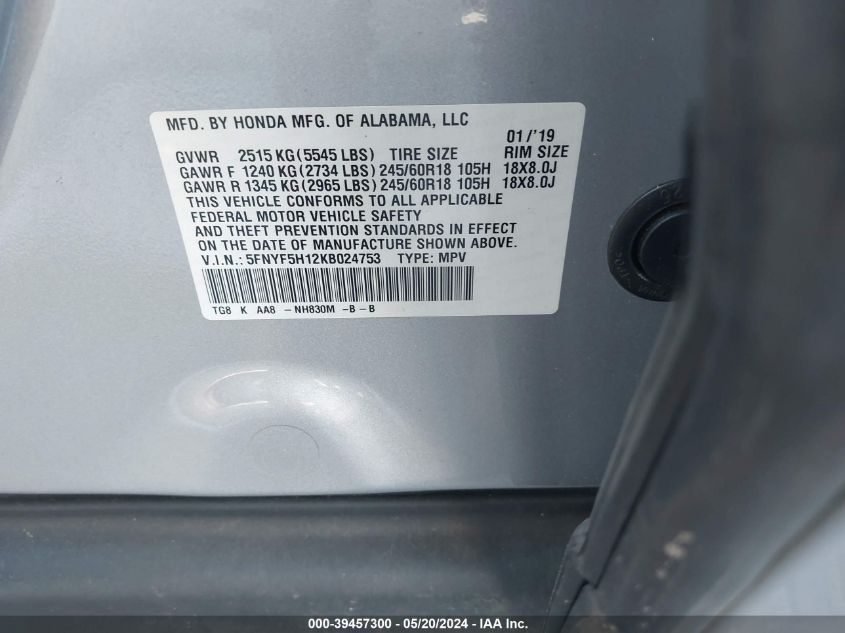 MFD. BY HONDA MFG. OF ALABAMA, LLC
01/'19
GVWR 2515 KG(5545 LBS) TIRE SIZE RIM SIZE
GAWR F 1240 KG(2734 LBS)245/60R18 105H 18X8.0J
GAWR R 1345 KG(2965 LBS)245/60R18 105H 18X8.0J
THIS VEHICLE CONFORMS TO ALL APPLICABLE
FEDERAL MOTOR VEHICLE SAFETY
AND THEFT PREVENTION STANDARDS IN EFFECT
ON THE DATE OF MANUFACTURE SHOWN ABOVE.
V.I.N.: 5FNYF5H12KB024753 TYPE: MPV
TG8 K AA8 -NH830M -B-B
000-39457300 - 05/20/2024 - IAA Inc.